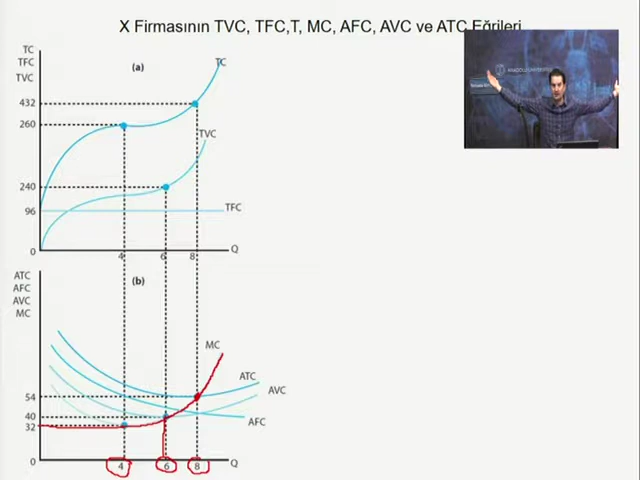 X Firmasının TVC, TFC,T, MC, AFC, AVC ve ATC Eğrileri
TC
TFC
TVC
(a)
TC
432
260
TVC
240
96
TFC
0
4
6
8
Q
ATC
AFC
AVC
MC
(b)
MC
ATC
AVC
54
40
AFC
32
0
4
6
8
Q